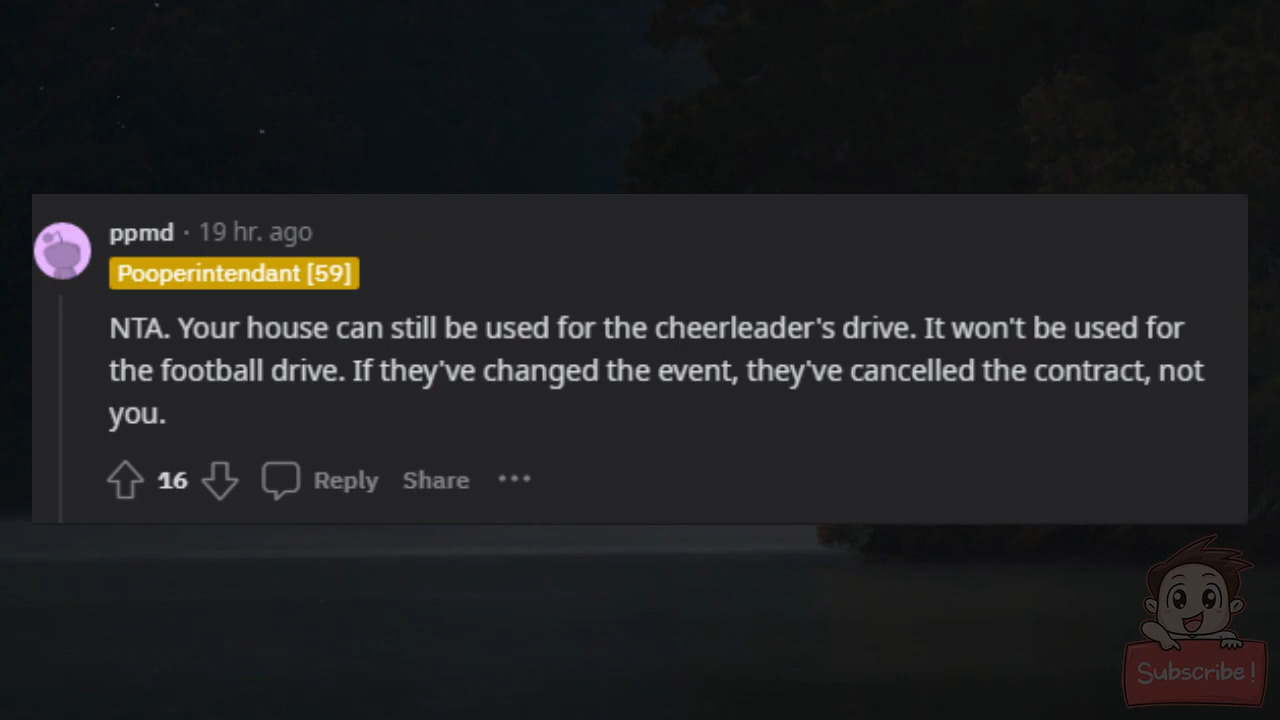 ppmd · 19 hr. ago
Pooperintendant [59]
NTA. Your house can still be used for the cheerleader's drive. It won't be used for
the football drive. If they've changed the event, they've cancelled the contract, not
you.
16 Reply Share ···
Subscribe!